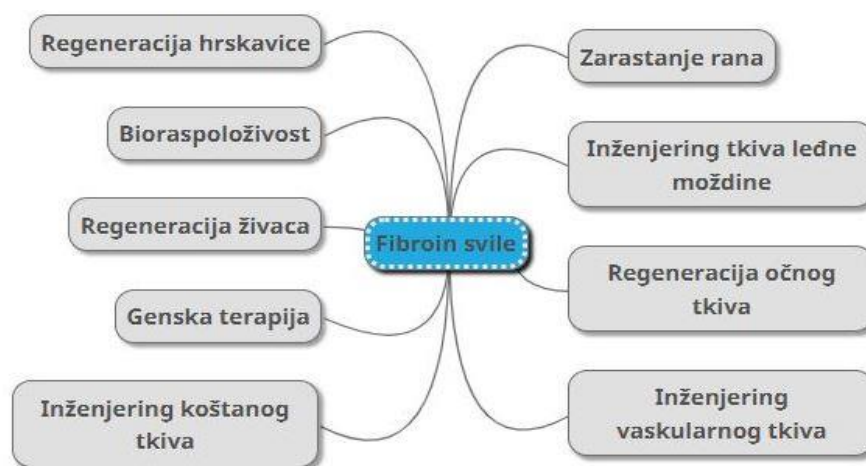 Regeneracija hrskavice
Bioraspoloživost
Regeneracija živaca
Genska terapija
Inženjering koštanog
tkiva
Fibroin svile
Zarastanje rana
Inženjering tkiva leđne
moždine
Regeneracija očnog
tkiva
Inženjering
vaskularnog tkiva